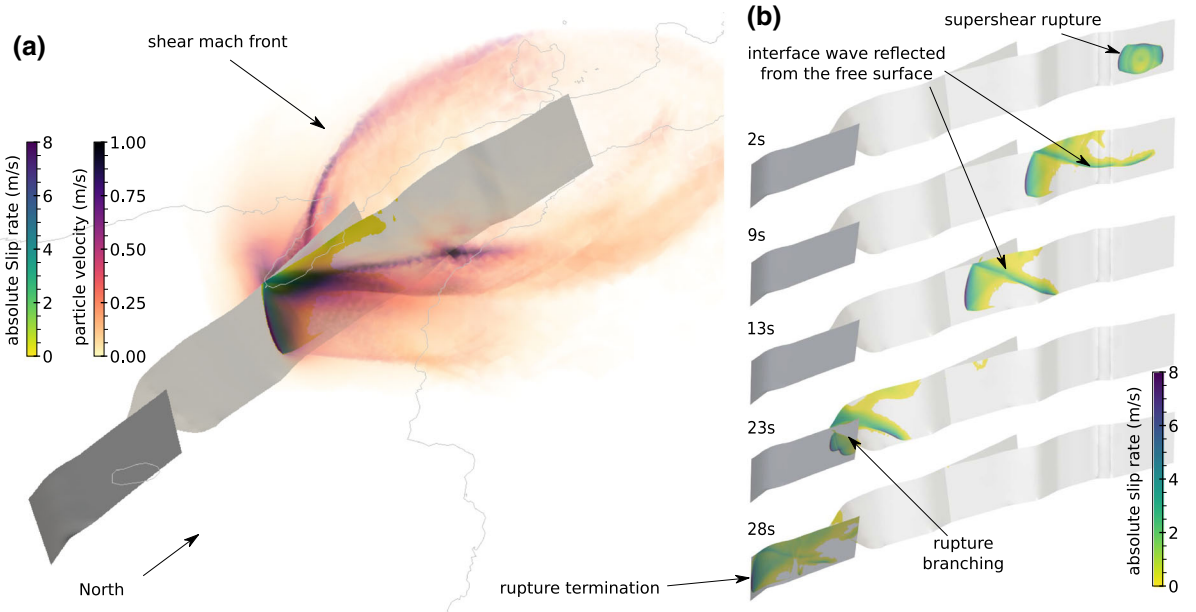 (a)
shear mach front
absolute Slip rate (m/s)
8
6
4
2
0
particle velocity (m/s)
1.00
0.75
0.50
0.25
0.00
North
(b)
supershear rupture
interface wave reflected
from the free surface
2s
9s
13s
23s
28s
rupture
branching
rupture termination
absolute slip rate (m/s)
8
6
4
2
0